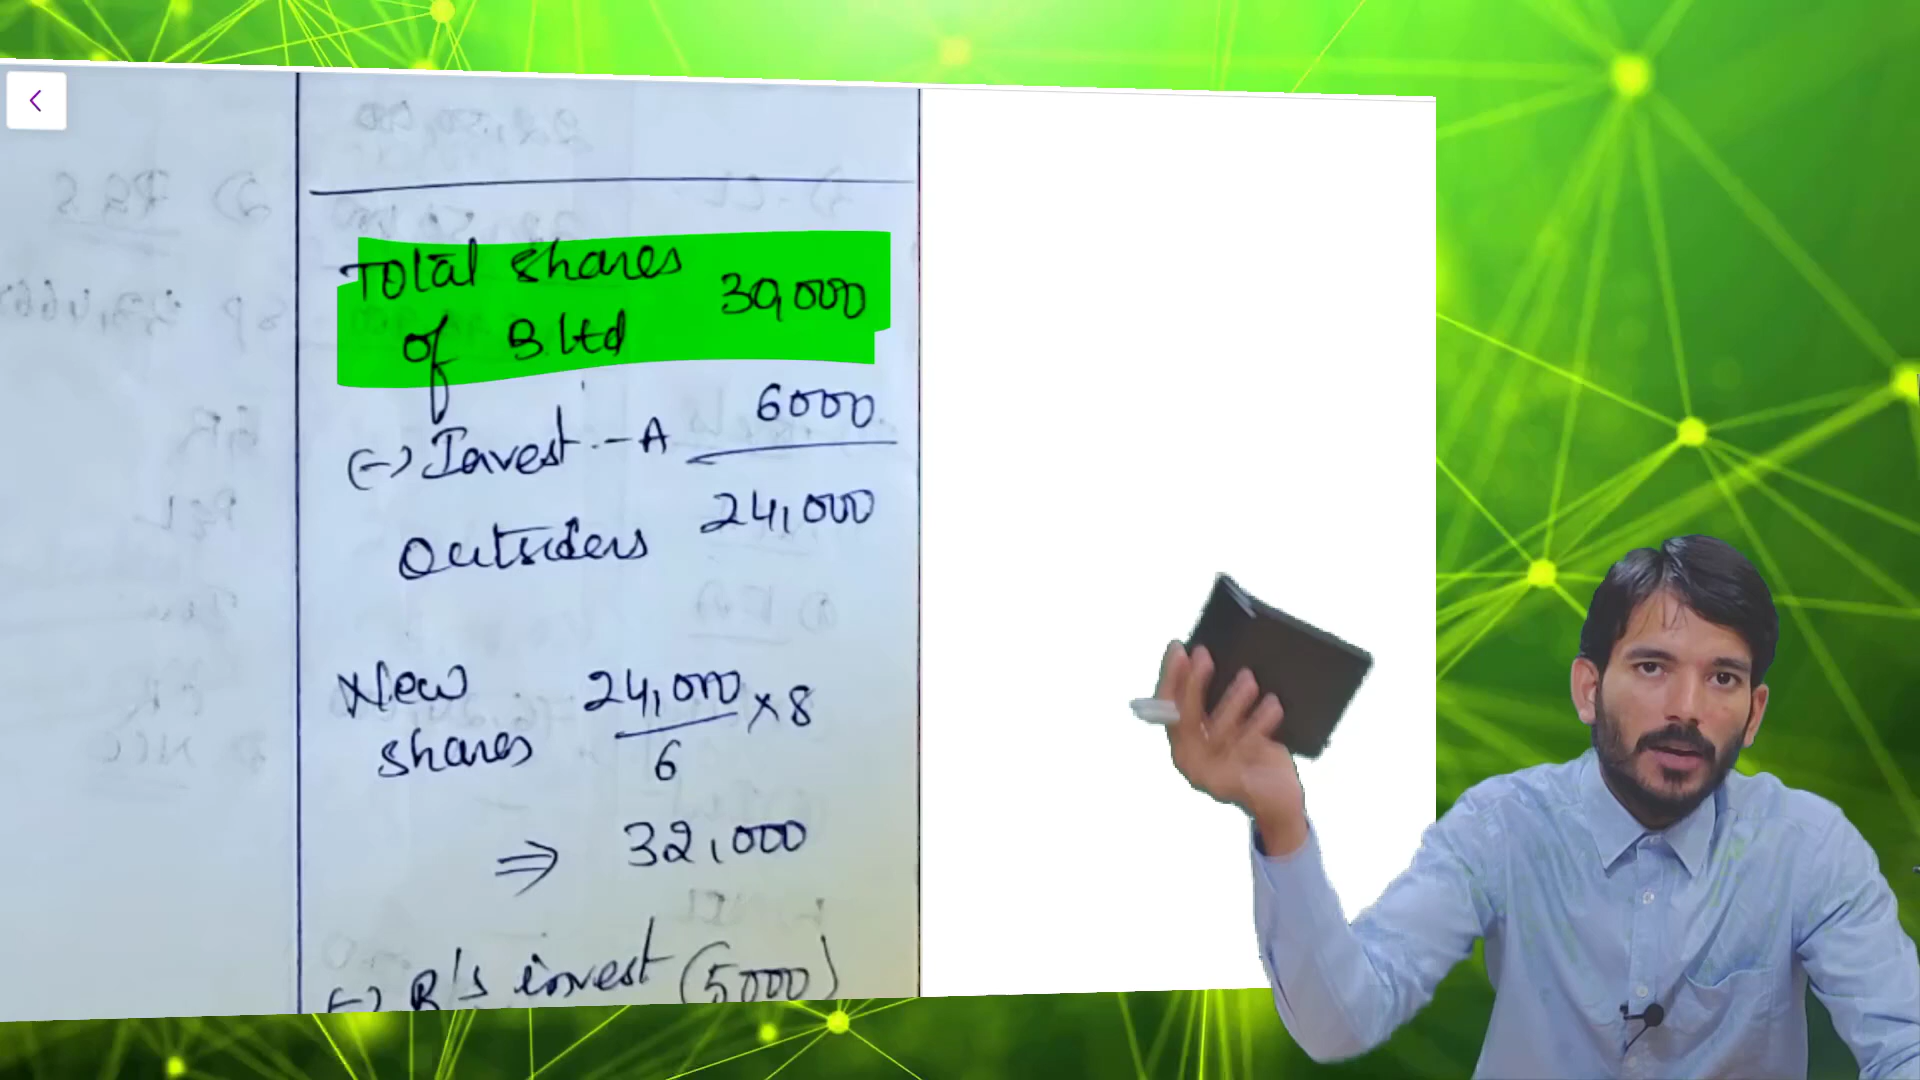 Total shares 30,000
of B.ltd
(-) Invest.-A 6000
Outsiders 24,000
New 24,000 × 8
shares 6
⇒ 32,000
(-) B's invest (5000)